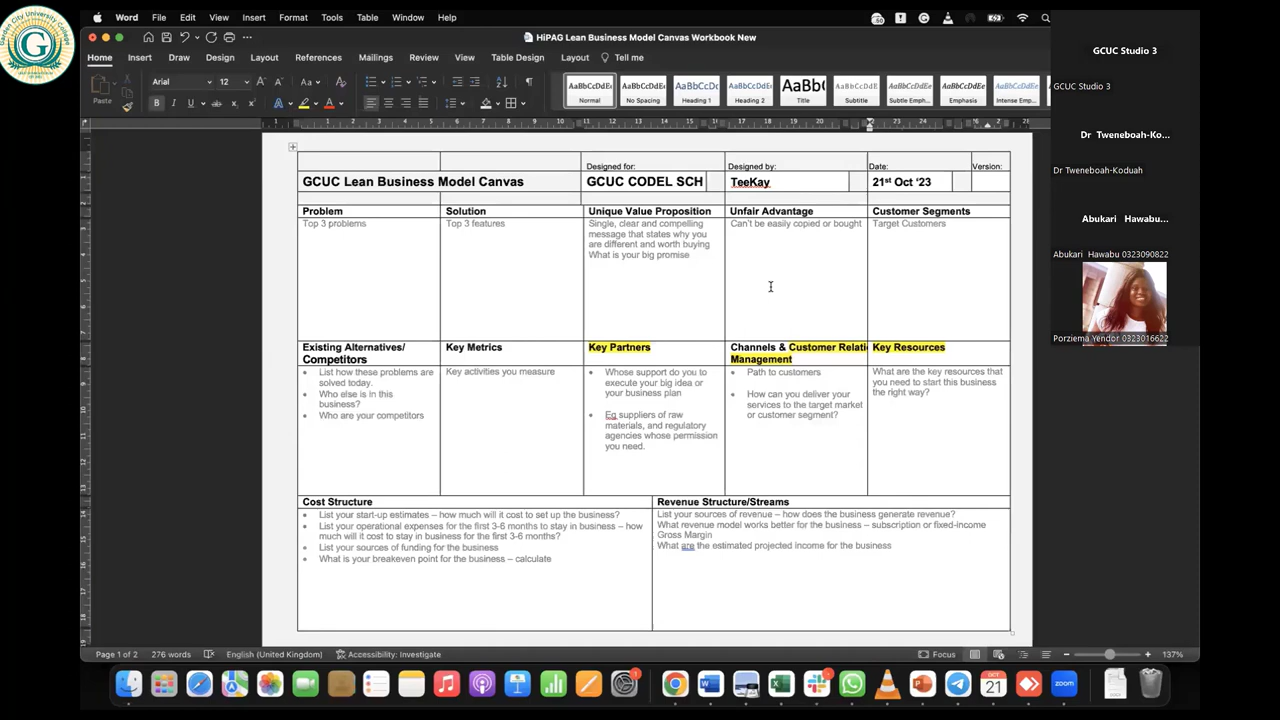 Word File Edit View Insert Format Tools Table Window Help
HiPAG Lean Business Model Canvas Workbook New
Home Insert Draw Design Layout References Mailings Review View Table Design Layout Tell me
Paste
Arial 12
AaBbCcDdEe AaBbCcDdEe AaBbCcDc AaBbCcDdEe AaBb( AaBbCcDdEe AaBbCcDdEe AaBbCcDdEe AaBbCcDdEe
Normal No Spacing Heading 1 Heading 2 Title Subtitle Subtle Emph... Emphasis Intense Emp...
Designed for: Designed by: Date: Version:
GCUC Lean Business Model Canvas GCUC CODEL SCH TeeKay 21st Oct ‘23
Problem Solution Unique Value Proposition Unfair Advantage Customer Segments
Top 3 problems
Top 3 features
Single, clear and compelling
message that states why you
are different and worth buying
What is your big promise
Can’t be easily copied or bought
Target Customers
Existing Alternatives/
Competitors
Key Metrics
Key Partners
Channels & Customer Relati
Management
Key Resources
List how these problems are
solved today.
Who else is in this
business?
Who are your competitors
Key activities you measure
Whose support do you to
execute your big idea or
your business plan
Eg suppliers of raw
materials, and regulatory
agencies whose permission
you need.
Path to customers
How can you deliver your
services to the target market
or customer segment?
What are the key resources that
you need to start this business
the right way?
Cost Structure
List your start-up estimates – how much will it cost to set up the business?
List your operational expenses for the first 3-6 months to stay in business – how
much will it cost to stay in business for the first 3-6 months?
List your sources of funding for the business
What is your breakeven point for the business – calculate
Revenue Structure/Streams
List your sources of revenue – how does the business generate revenue?
What revenue model works better for the business – subscription or fixed-income
Gross Margin
What are the estimated projected income for the business
Page 1 of 2 276 words English (United Kingdom) Accessibility: Investigate Focus 137%
OCT
21
zoom
GCUC Studio 3
GCUC Studio 3
Dr Tweneboah-Ko...
Dr Tweneboah-Koduah
Abukari Hawabu...
Abukari Hawabu 0323090822
Porziema Yendor 0323016622